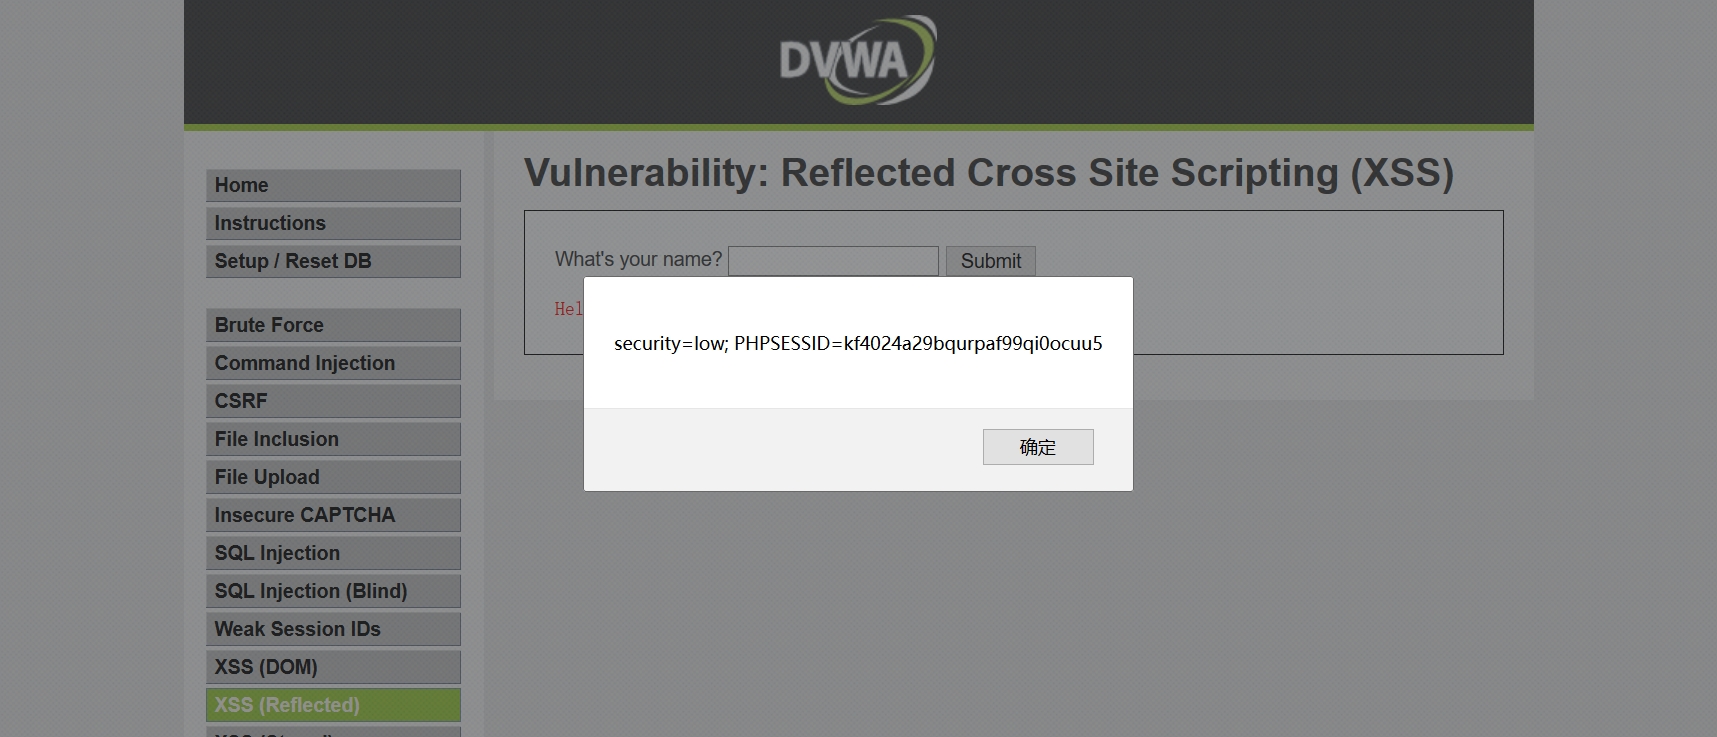 DVWA
Home
Instructions
Setup / Reset DB
Brute Force
Command Injection
CSRF
File Inclusion
File Upload
Insecure CAPTCHA
SQL Injection
SQL Injection (Blind)
Weak Session IDs
XSS (DOM)
XSS (Reflected)
Vulnerability: Reflected Cross Site Scripting (XSS)
What's your name? Submit
Hel
security=low; PHPSESSID=kf4024a29bqurpaf99qi0ocuu5
确定